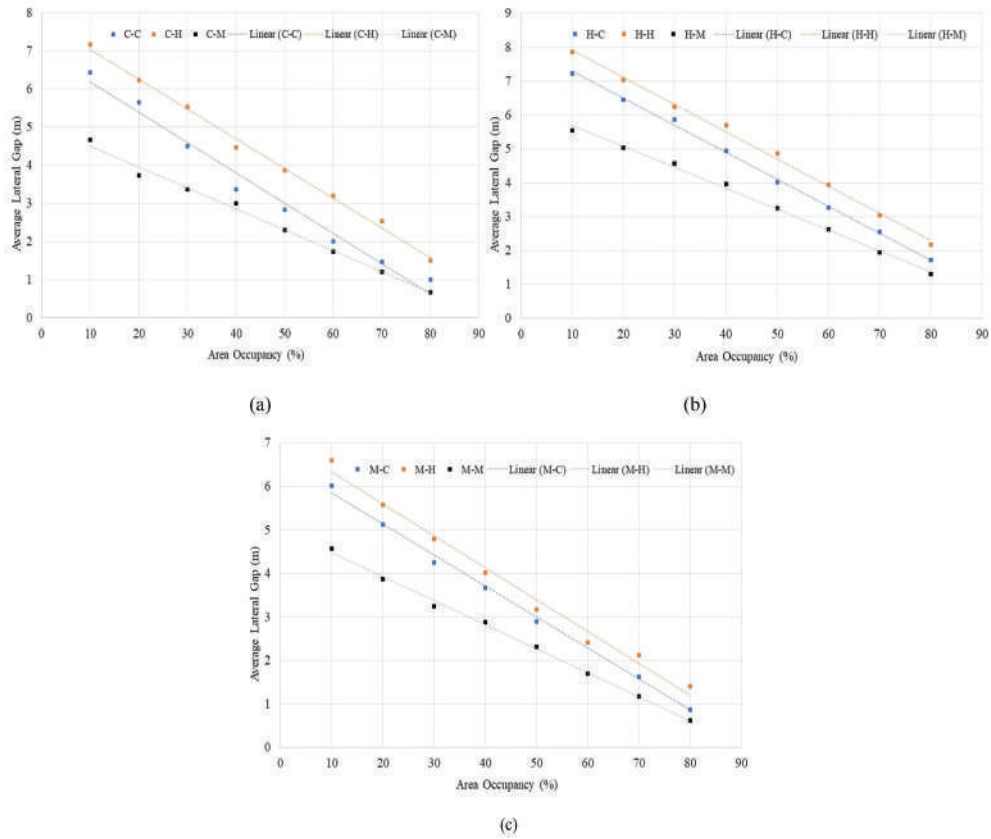 C-C C-H C-M Linear (C-C) Linear (C-H) Linear (C-M)
8
7
6
5
4
3
2
1
0
Average Lateral Gap (m)
0 10 20 30 40 50 60 70 80 90
Area Occupancy (%)
(a)
H-C H-H H-M Linear (H-C) Linear (H-H) Linear (H-M)
9
8
7
6
5
4
3
2
1
0
Average Lateral Gap (m)
0 10 20 30 40 50 60 70 80 90
Area Occupancy (%)
(b)
M-C M-H M-M Linear (M-C) Linear (M-H) Linear (M-M)
7
6
5
4
3
2
1
0
Average Lateral Gap (m)
0 10 20 30 40 50 60 70 80 90
Area Occupancy (%)
(c)